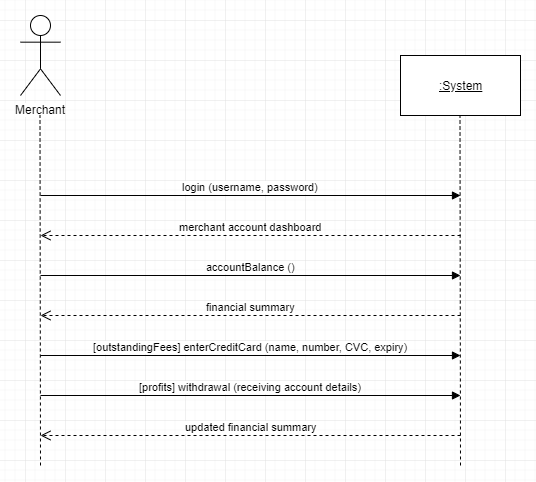 Merchant
:System
login (username, password)
merchant account dashboard
accountBalance ()
financial summary
[outstandingFees] enterCreditCard (name, number, CVC, expiry)
[profits] withdrawal (receiving account details)
updated financial summary